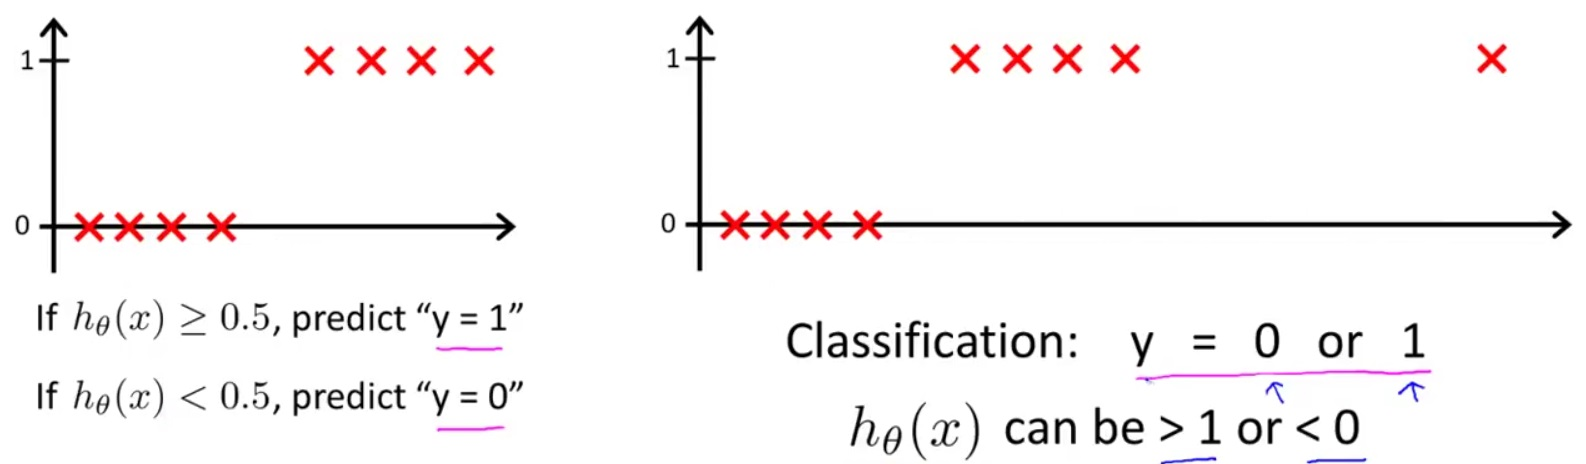 1
0
If hθ(x) ≥ 0.5, predict “y = 1”
If hθ(x) < 0.5, predict “y = 0”
1
0
Classification: y = 0 or 1
hθ(x) can be > 1 or < 0